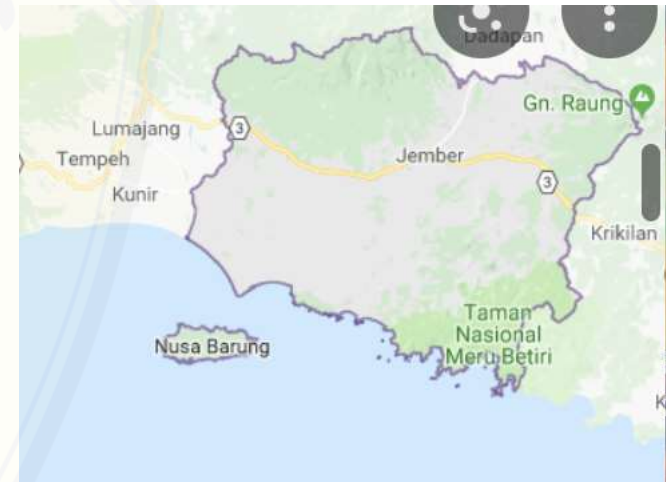 Dadapan
Gn. Raung
Lumajang
3
Jember
Tempeh
Kunir
3
Krikilan
Taman
Nasional
Meru Betiri
Nusa Barung
K